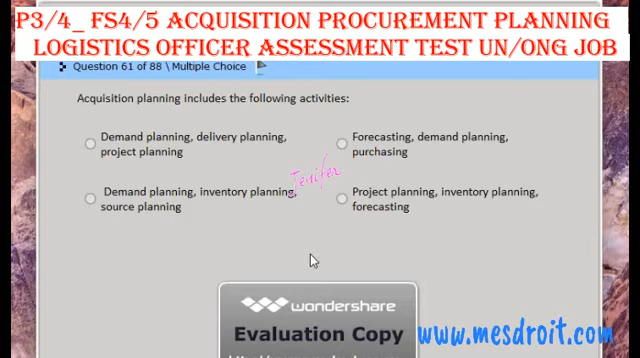 P3/4_ FS4/5 ACQUISITION PROCUREMENT PLANNING
LOGISTICS OFFICER ASSESSMENT TEST UN/ONG JOB
Question 61 of 88 \ Multiple Choice
Acquisition planning includes the following activities:
Demand planning, delivery planning,
project planning
Forecasting, demand planning,
purchasing
Jenifer
Demand planning, inventory planning,
source planning
Project planning, inventory planning,
forecasting
wondershare
Evaluation Copy
www.mesdroit.com